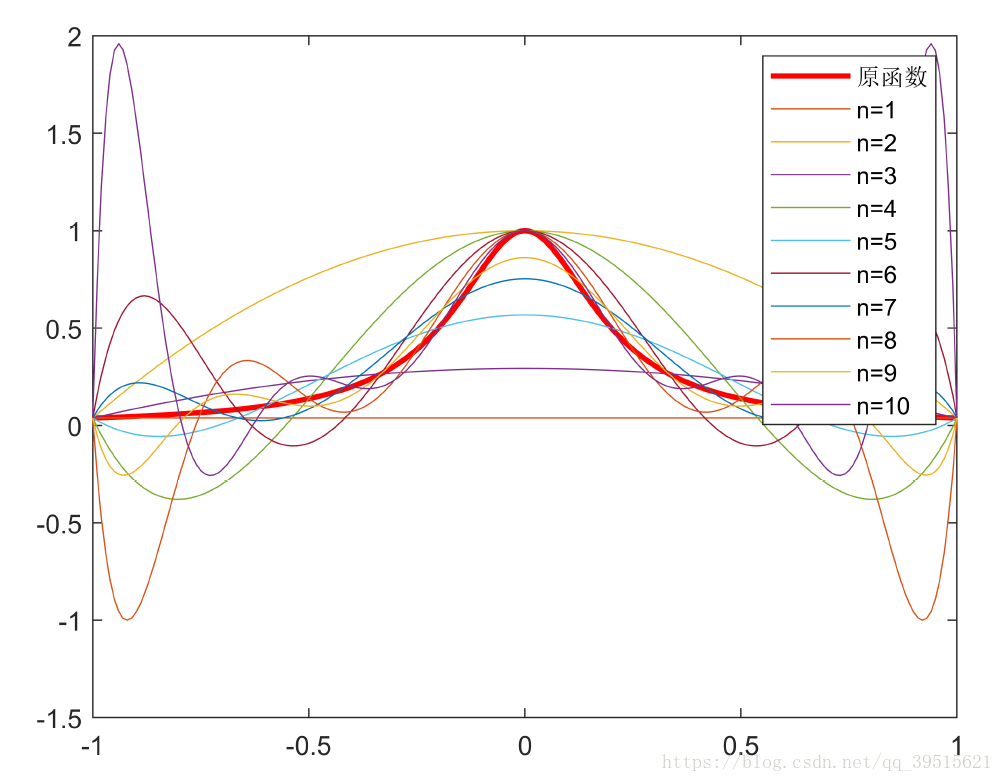 2
1.5
1
0.5
0
-0.5
-1
-1.5
-1
-0.5
0
0.5
1
原函数
n=1
n=2
n=3
n=4
n=5
n=6
n=7
n=8
n=9
n=10
https://blog.csdn.net/qq_39515621